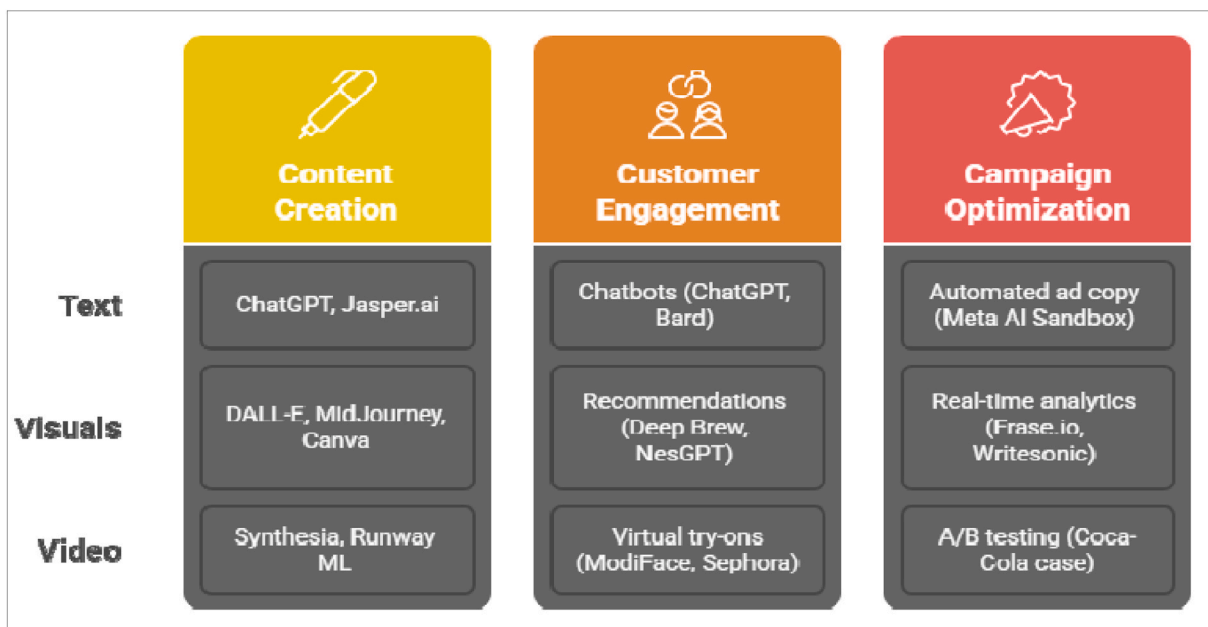 Content
Creation
Customer
Engagement
Campaign
Optimization
Text
ChatGPT, Jasper.ai
Chatbots (ChatGPT,
Bard)
Automated ad copy
(Meta AI Sandbox)
Visuals
DALL-E, MidJourney,
Canva
Recommendations
(Deep Brew,
NesGPT)
Real-time analytics
(Frase.io,
Writesonic)
Video
Synthesia, Runway
ML
Virtual try-ons
(ModiFace, Sephora)
A/B testing (Coca-
Cola case)